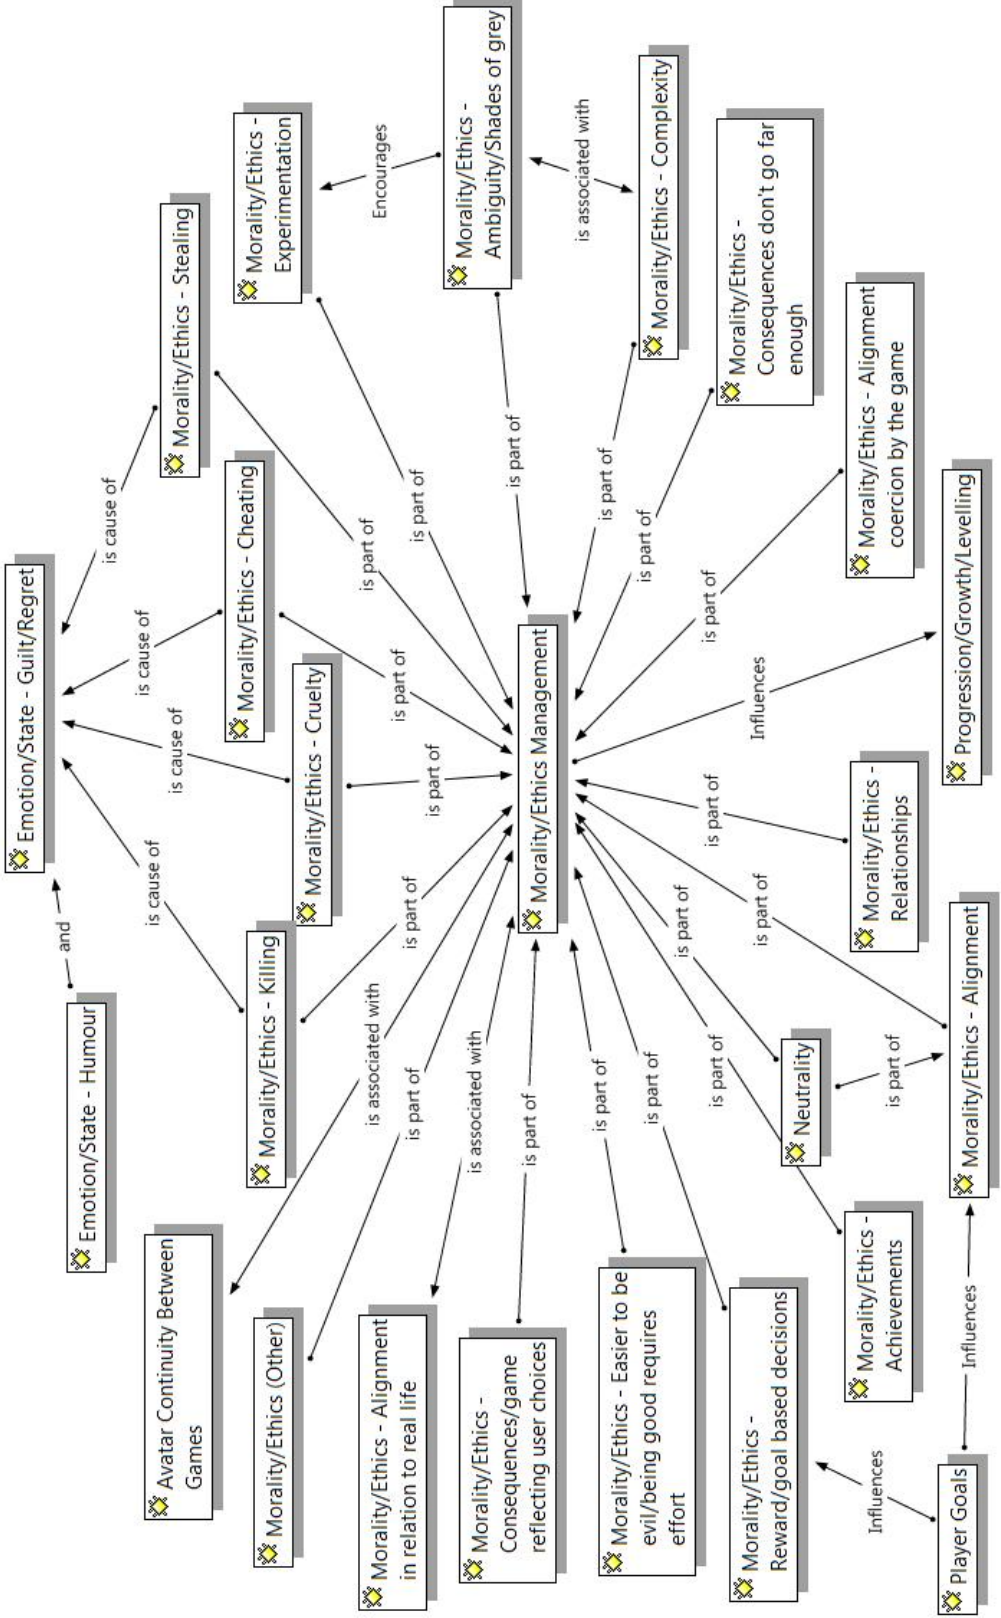 Emotion/State - Guilt/Regret
Emotion/State - Humour
and
is cause of
is cause of
is cause of
is cause of
Avatar Continuity Between
Games
Morality/Ethics - Killing
Morality/Ethics - Cruelty
Morality/Ethics - Cheating
Morality/Ethics - Stealing
Morality/Ethics -
Experimentation
Morality/Ethics (Other)
is associated with
is part of
is part of
is part of
is part of
is part of
is part of
Encourages
Morality/Ethics - Alignment
in relation to real life
is associated with
Morality/Ethics -
Consequences/game
reflecting user choices
is part of
Morality/Ethics Management
is part of
Morality/Ethics -
Ambiguity/Shades of grey
is associated with
Morality/Ethics - Easier to be
evil/being good requires
effort
is part of
is part of
Morality/Ethics - Complexity
Morality/Ethics -
Reward/goal based decisions
is part of
is part of
Morality/Ethics -
Consequences don't go far
enough
is part of
is part of
is part of
is part of
is part of
Influences
Neutrality
Morality/Ethics -
Achievements
Influences
is part of
Morality/Ethics -
Relationships
Morality/Ethics - Alignment
coercion by the game
Player Goals
Influences
Morality/Ethics - Alignment
Progression/Growth/Levelling